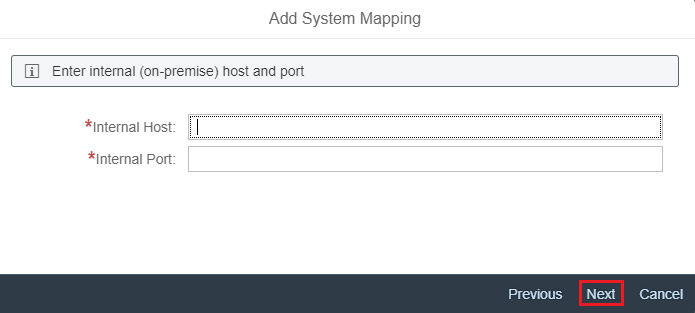 Add System Mapping
Enter internal (on-premise) host and port
*Internal Host:
*Internal Port:
Previous Next Cancel